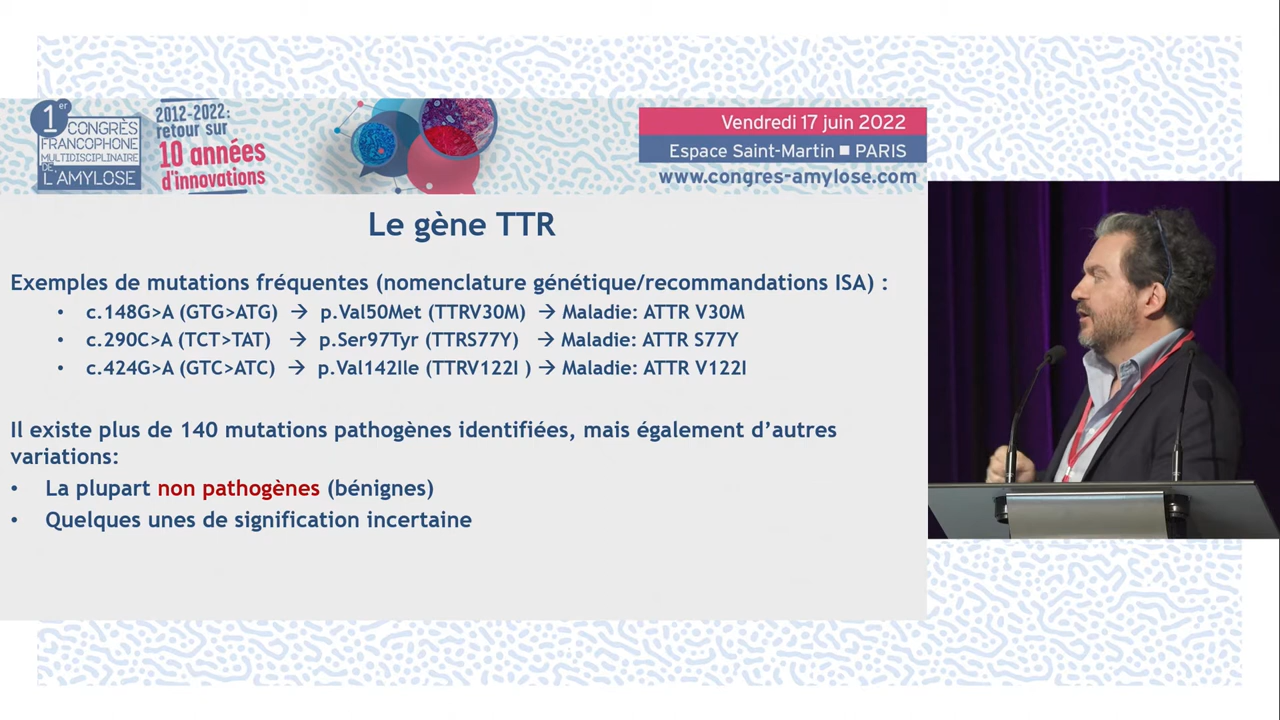 1er
CONGRÈS
FRANCOPHONE
MULTIDISCIPLINAIRE
DE
L'AMYLOSE
2012-2022:
retour sur
10 années
d'innovations
Vendredi 17 juin 2022
Espace Saint-Martin ■ PARIS
www.congres-amylose.com
Le gène TTR
Exemples de mutations fréquentes (nomenclature génétique/recommandations ISA) :
• c.148G>A (GTG>ATG) → p.Val50Met (TTRV30M) → Maladie: ATTR V30M
• c.290C>A (TCT>TAT) → p.Ser97Tyr (TTRS77Y) → Maladie: ATTR S77Y
• c.424G>A (GTC>ATC) → p.Val142Ile (TTRV122I ) → Maladie: ATTR V122I
Il existe plus de 140 mutations pathogènes identifiées, mais également d'autres
variations:
• La plupart non pathogènes (bénignes)
• Quelques unes de signification incertaine